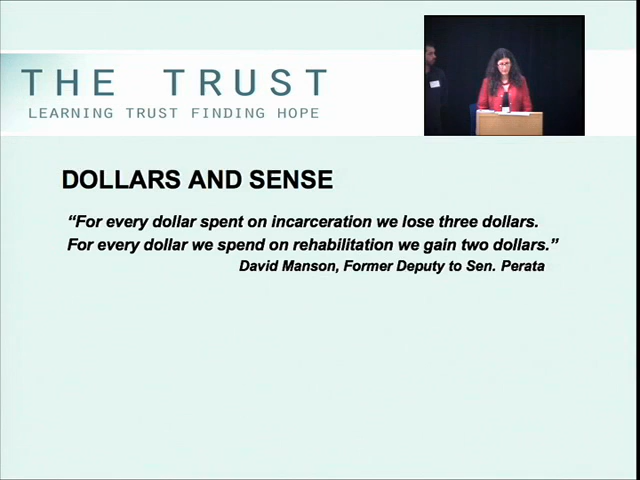 THE TRUST
LEARNING TRUST FINDING HOPE
DOLLARS AND SENSE
“For every dollar spent on incarceration we lose three dollars.
For every dollar we spend on rehabilitation we gain two dollars.”
David Manson, Former Deputy to Sen. Perata